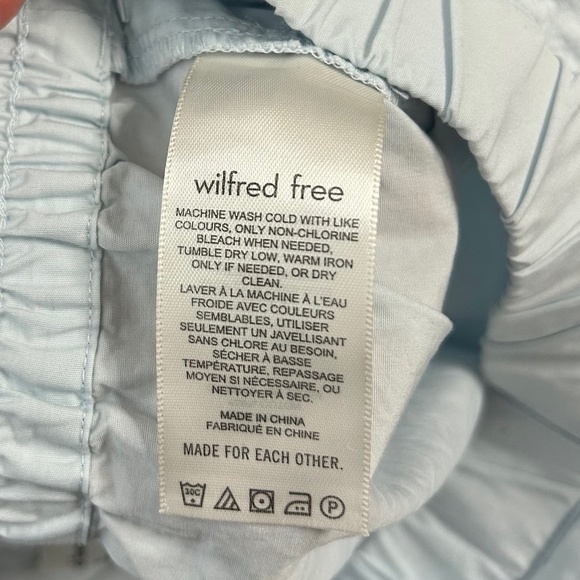 wilfred free
MACHINE WASH COLD WITH LIKE
COLOURS, ONLY NON-CHLORINE
BLEACH WHEN NEEDED,
TUMBLE DRY LOW, WARM IRON
ONLY IF NEEDED, OR DRY
CLEAN.
LAVER À LA MACHINE À L'EAU
FROIDE AVEC COULEURS
SEMBLABLES, UTILISER
SEULEMENT UN JAVELLISANT
SANS CHLORE AU BESOIN,
SÉCHER À BASSE
TEMPÉRATURE, REPASSAGE
MOYEN SI NÉCESSAIRE, OU
NETTOYER À SEC.
MADE IN CHINA
FABRIQUÉ EN CHINE
MADE FOR EACH OTHER.
30C P